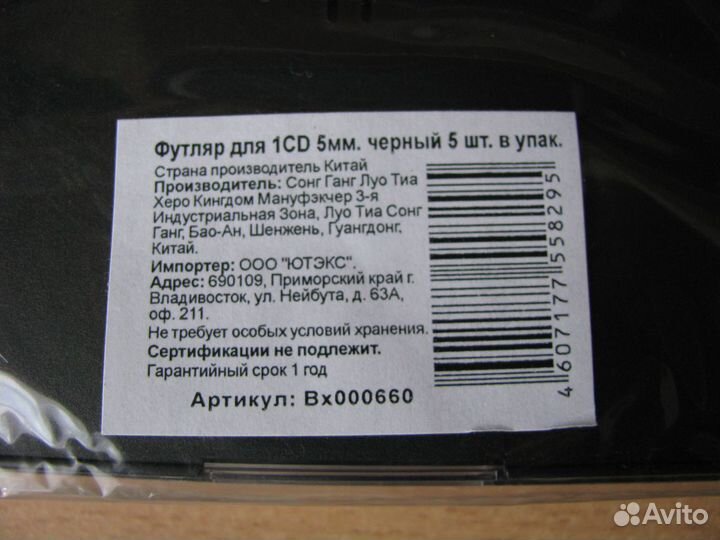 Футляр для 1CD 5мм. черный 5 шт. в упак.
Страна производитель Китай
Производитель: Сонг Ганг Луо Тиа
Херо Кингдом Мануфэкчер 3-я
Индустриальная Зона, Луо Тиа Сонг
Ганг, Бао-Ан, Шенжень, Гуангдонг,
Китай.
Импортер: ООО "ЮТЭКС".
Адрес: 690109, Приморский край г.
Владивосток, ул. Нейбута, д. 63А,
оф. 211.
Не требует особых условий хранения.
Сертификации не подлежит.
Гарантийный срок 1 год
Артикул: Вх000660
4607177558295
Avito